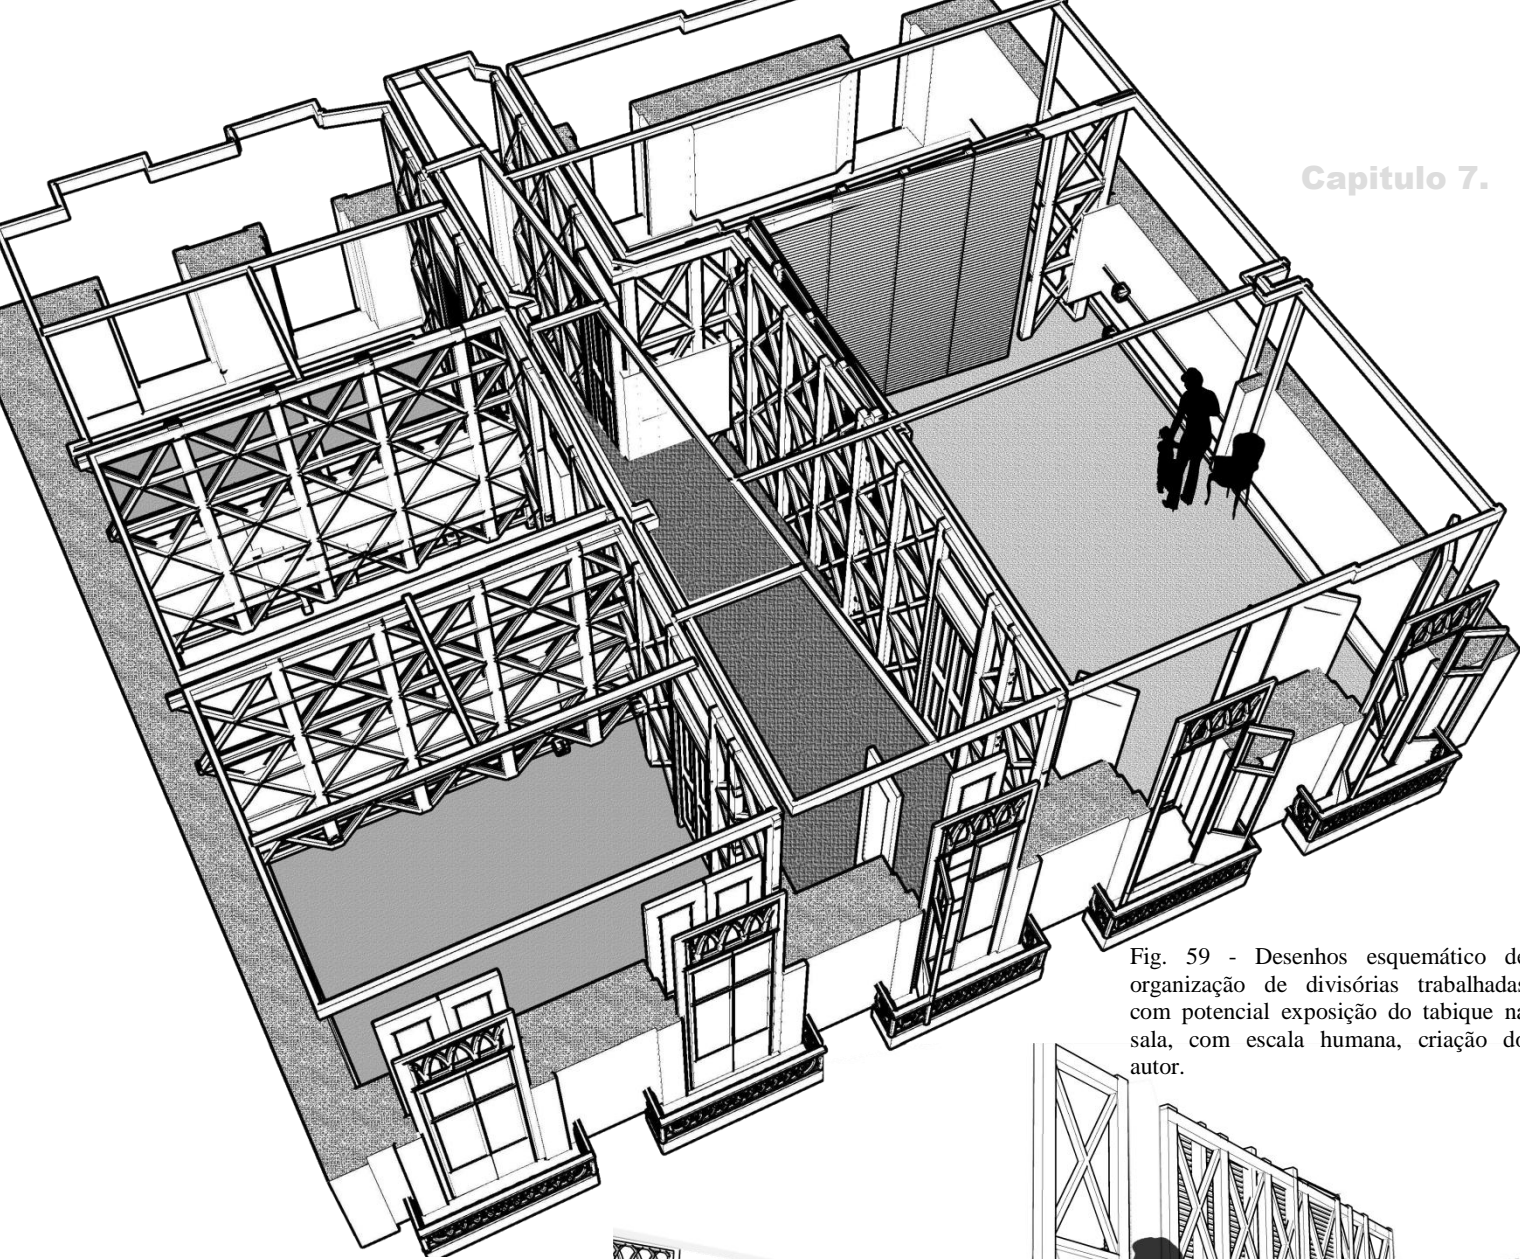 Capitulo 7.
Fig. 59 - Desenhos esquemático de
organização de divisórias trabalhadas
com potencial exposição do tabique na
sala, com escala humana, criação do
autor.